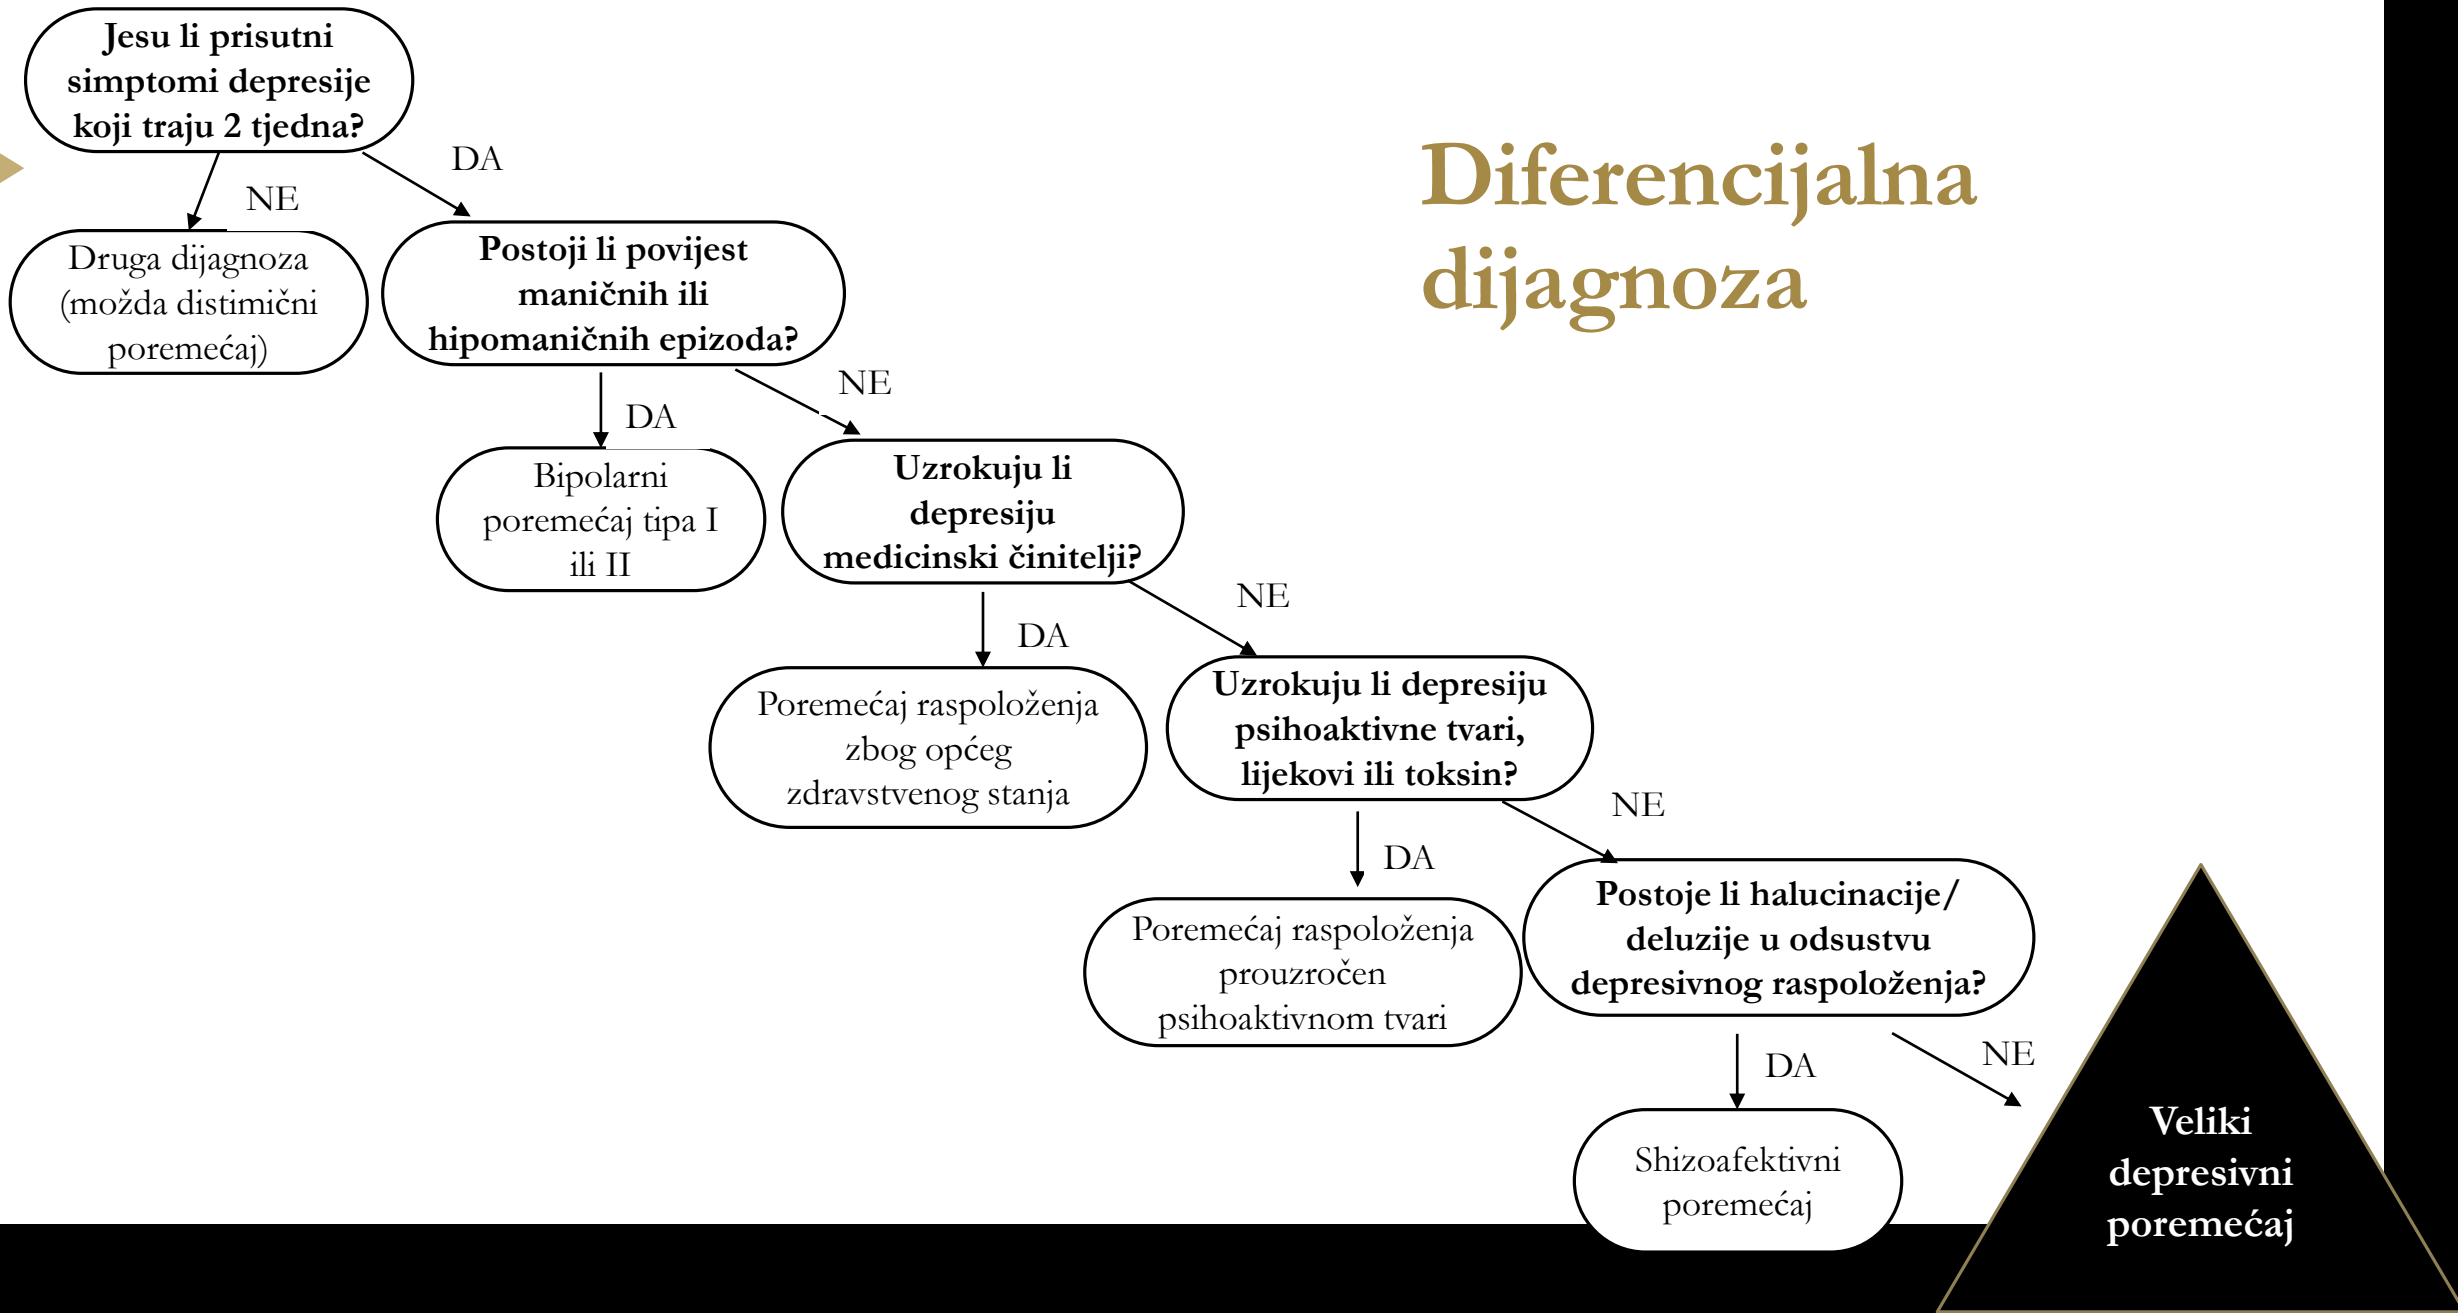 Jesu li prisutni
simptomi depresije
koji traju 2 tjedna?
DA
NE
Diferencijalna
dijagnoza
Druga dijagnoza
(možda distimični
poremećaj)
Postoji li povijest
maničnih ili
hipomaničnih epizoda?
NE
DA
Bipolarni
poremećaj tipa I
ili II
Uzrokuju li
depresiju
medicinski činitelji?
NE
DA
Poremećaj raspoloženja
zbog općeg
zdravstvenog stanja
Uzrokuju li depresiju
psihoaktivne tvari,
lijekovi ili toksin?
NE
DA
Poremećaj raspoloženja
prouzročen
psihoaktivnom tvari
Postoje li halucinacije/
deluzije u odsustvu
depresivnog raspoloženja?
NE
DA
Shizoafektivni
poremećaj
Veliki
depresivni
poremećaj